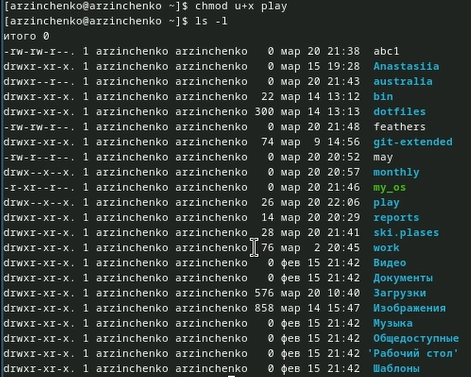 [arzinchenko@arzinchenko ~]$ chmod u+x play
[arzinchenko@arzinchenko ~]$ ls -l
итого 0
-rw-rw-r--. 1 arzinchenko arzinchenko 0 мар 20 21:38 abc1
drwxr-xr-x. 1 arzinchenko arzinchenko 0 мар 15 19:28 Anastasiia
drwxr--r--. 1 arzinchenko arzinchenko 0 мар 20 21:43 australia
drwxr-xr-x. 1 arzinchenko arzinchenko 22 мар 14 13:12 bin
drwxr-xr-x. 1 arzinchenko arzinchenko 300 мар 14 13:13 dotfiles
-rw-rw-r--. 1 arzinchenko arzinchenko 0 мар 20 21:48 feathers
drwxr-xr-x. 1 arzinchenko arzinchenko 74 мар 9 14:56 git-extended
-rw-r--r--. 1 arzinchenko arzinchenko 0 мар 20 20:52 may
drwx--x--x. 1 arzinchenko arzinchenko 0 мар 20 20:57 monthly
-r-xr--r--. 1 arzinchenko arzinchenko 0 мар 20 21:46 my_os
drwx--x--x. 1 arzinchenko arzinchenko 26 мар 20 22:06 play
drwxr-xr-x. 1 arzinchenko arzinchenko 14 мар 20 20:29 reports
drwxr-xr-x. 1 arzinchenko arzinchenko 28 мар 20 21:41 ski.plases
drwxr-xr-x. 1 arzinchenko arzinchenko 76 мар 2 20:45 work
drwxr-xr-x. 1 arzinchenko arzinchenko 0 фев 15 21:42 Видео
drwxr-xr-x. 1 arzinchenko arzinchenko 0 фев 15 21:42 Документы
drwxr-xr-x. 1 arzinchenko arzinchenko 576 мар 20 10:40 Загрузки
drwxr-xr-x. 1 arzinchenko arzinchenko 858 мар 14 15:47 Изображения
drwxr-xr-x. 1 arzinchenko arzinchenko 0 фев 15 21:42 Музыка
drwxr-xr-x. 1 arzinchenko arzinchenko 0 фев 15 21:42 Общедоступные
drwxr-xr-x. 1 arzinchenko arzinchenko 0 фев 15 21:42 'Рабочий стол'
drwxr-xr-x. 1 arzinchenko arzinchenko 0 фев 15 21:42 Шаблоны